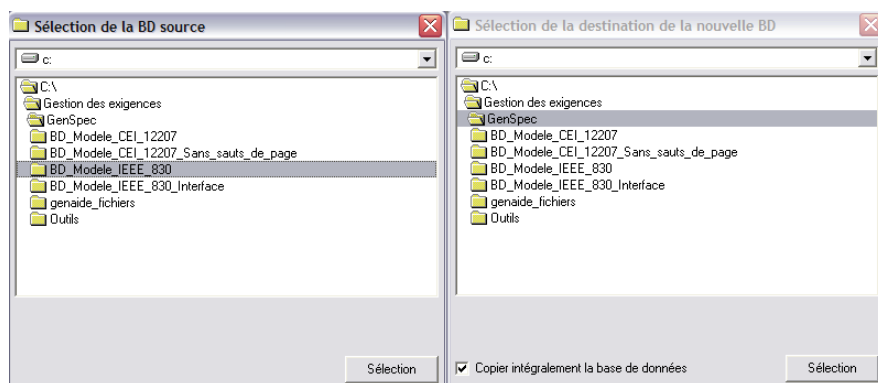 Sélection de la BD source
c:
C:\
Gestion des exigences
GenSpec
BD_Modele_CEI_12207
BD_Modele_CEI_12207_Sans_sauts_de_page
BD_Modele_IEEE_830
BD_Modele_IEEE_830_Interface
genaide_fichiers
Outils
Sélection
Sélection de la destination de la nouvelle BD
c:
C:\
Gestion des exigences
GenSpec
BD_Modele_CEI_12207
BD_Modele_CEI_12207_Sans_sauts_de_page
BD_Modele_IEEE_830
BD_Modele_IEEE_830_Interface
genaide_fichiers
Outils
Copier intégralement la base de données
Sélection